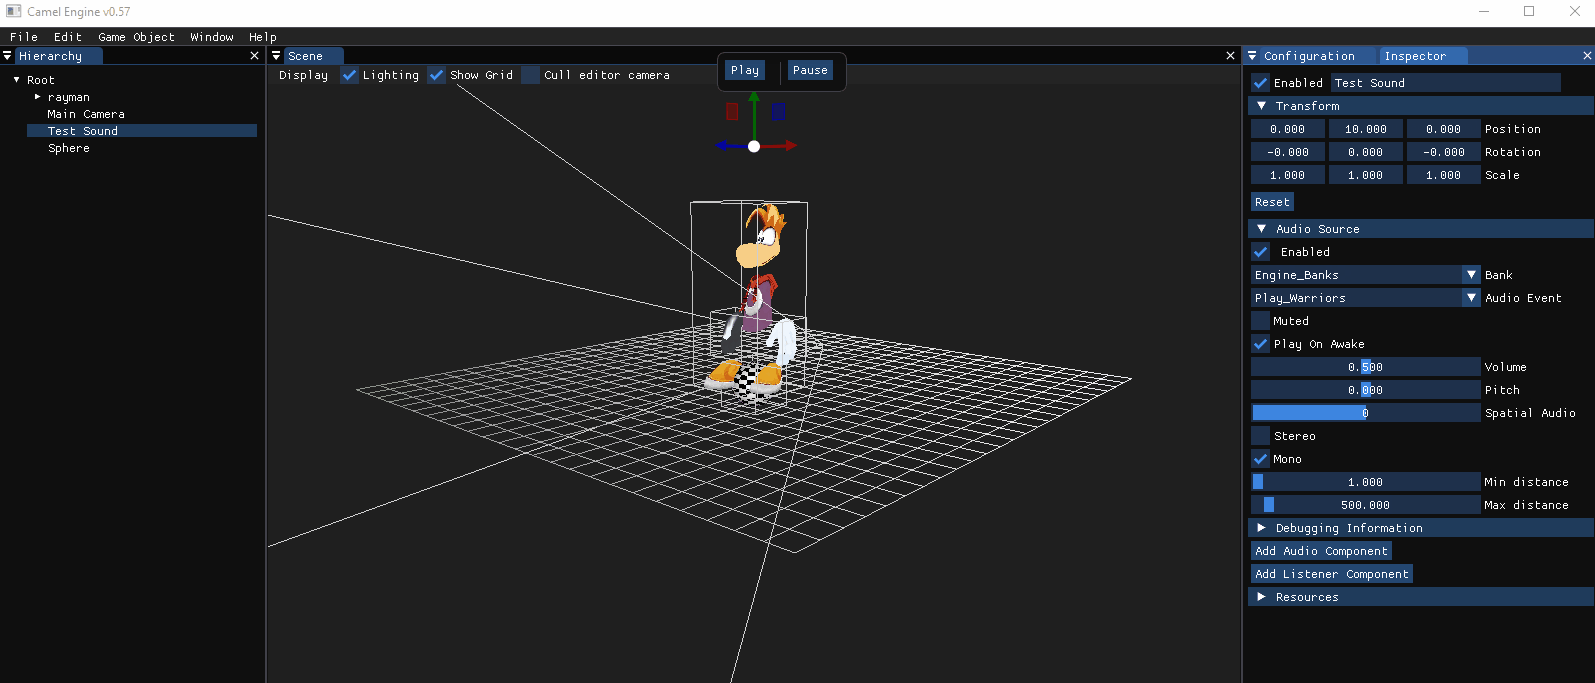 Camel Engine v0.57
File Edit Game Object Window Help
Hierarchy
Root
rayman
Main Camera
Test Sound
Sphere
Scene
Display Lighting Show Grid Cull editor camera
Play Pause
Configuration Inspector
Enabled Test Sound
Transform
0.000 10.000 0.000 Position
-0.000 0.000 -0.000 Rotation
1.000 1.000 1.000 Scale
Reset
Audio Source
Enabled
Engine_Banks Bank
Play_Warriors Audio Event
Muted
Play On Awake
0.500 Volume
0.000 Pitch
0 Spatial Audio
Stereo
Mono
1.000 Min distance
500.000 Max distance
Debugging Information
Add Audio Component
Add Listener Component
Resources